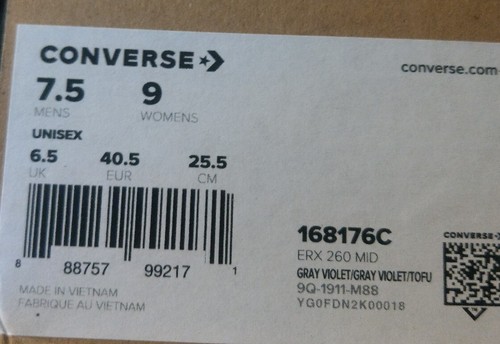 CONVERSE
converse.com
7.5 9
MENS WOMENS
UNISEX
6.5 40.5 25.5
UK EUR CM
8 88757 99217 1
MADE IN VIETNAM
FABRIQUE AU VIETNAM
168176C
ERX 260 MID
GRAY VIOLET/GRAY VIOLET/TOFU
9Q-1911-M88
YG0FDN2K00018
CONVERSE